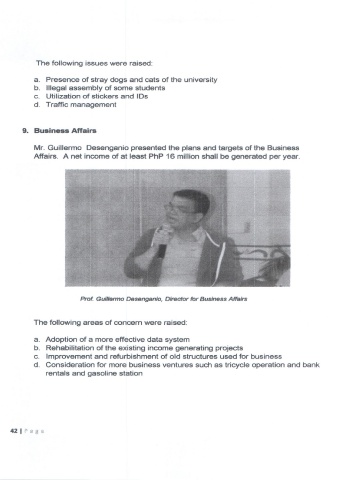 The following issues were raised:
a. Presence of stray dogs and cats of the university
b. Illegal assembly of some students
c. Utilization of stickers and IDs
d. Traffic management
9. Business Affairs
Mr. Guillermo Desenganio presented the plans and targets of the Business
Affairs. A net income of at least PhP 16 million shall be generated per year.
Prof. Guillermo Desenganio, Director for Business Affairs
The following areas of concern were raised:
a. Adoption of a more effective data system
b. Rehabilitation of the existing income generating projects
c. Improvement and refurbishment of old structures used for business
d. Consideration for more business ventures such as tricycle operation and bank
rentals and gasoline station
42 | Page